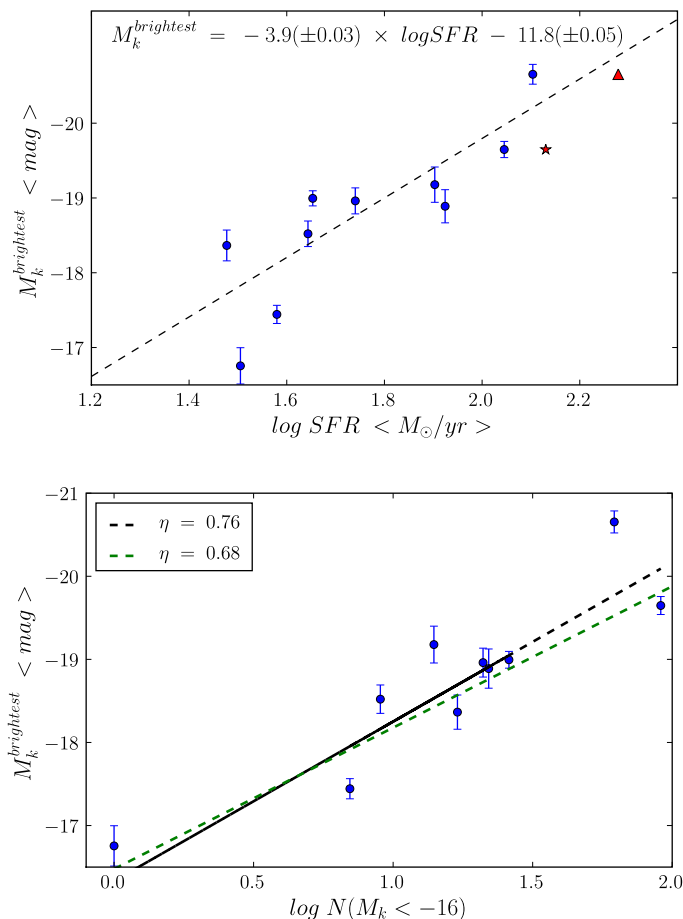 M_k^{brightest} = −3.9(±0.03) × logSFR − 11.8(±0.05)
−20
−19
−18
−17
M_k^{brightest} < mag >
1.2 1.4 1.6 1.8 2.0 2.2
log SFR < M_⊙/yr >
−21
−20
−19
−18
−17
η = 0.76
η = 0.68
M_k^{brightest} < mag >
0.0 0.5 1.0 1.5 2.0
log N(M_k < −16)